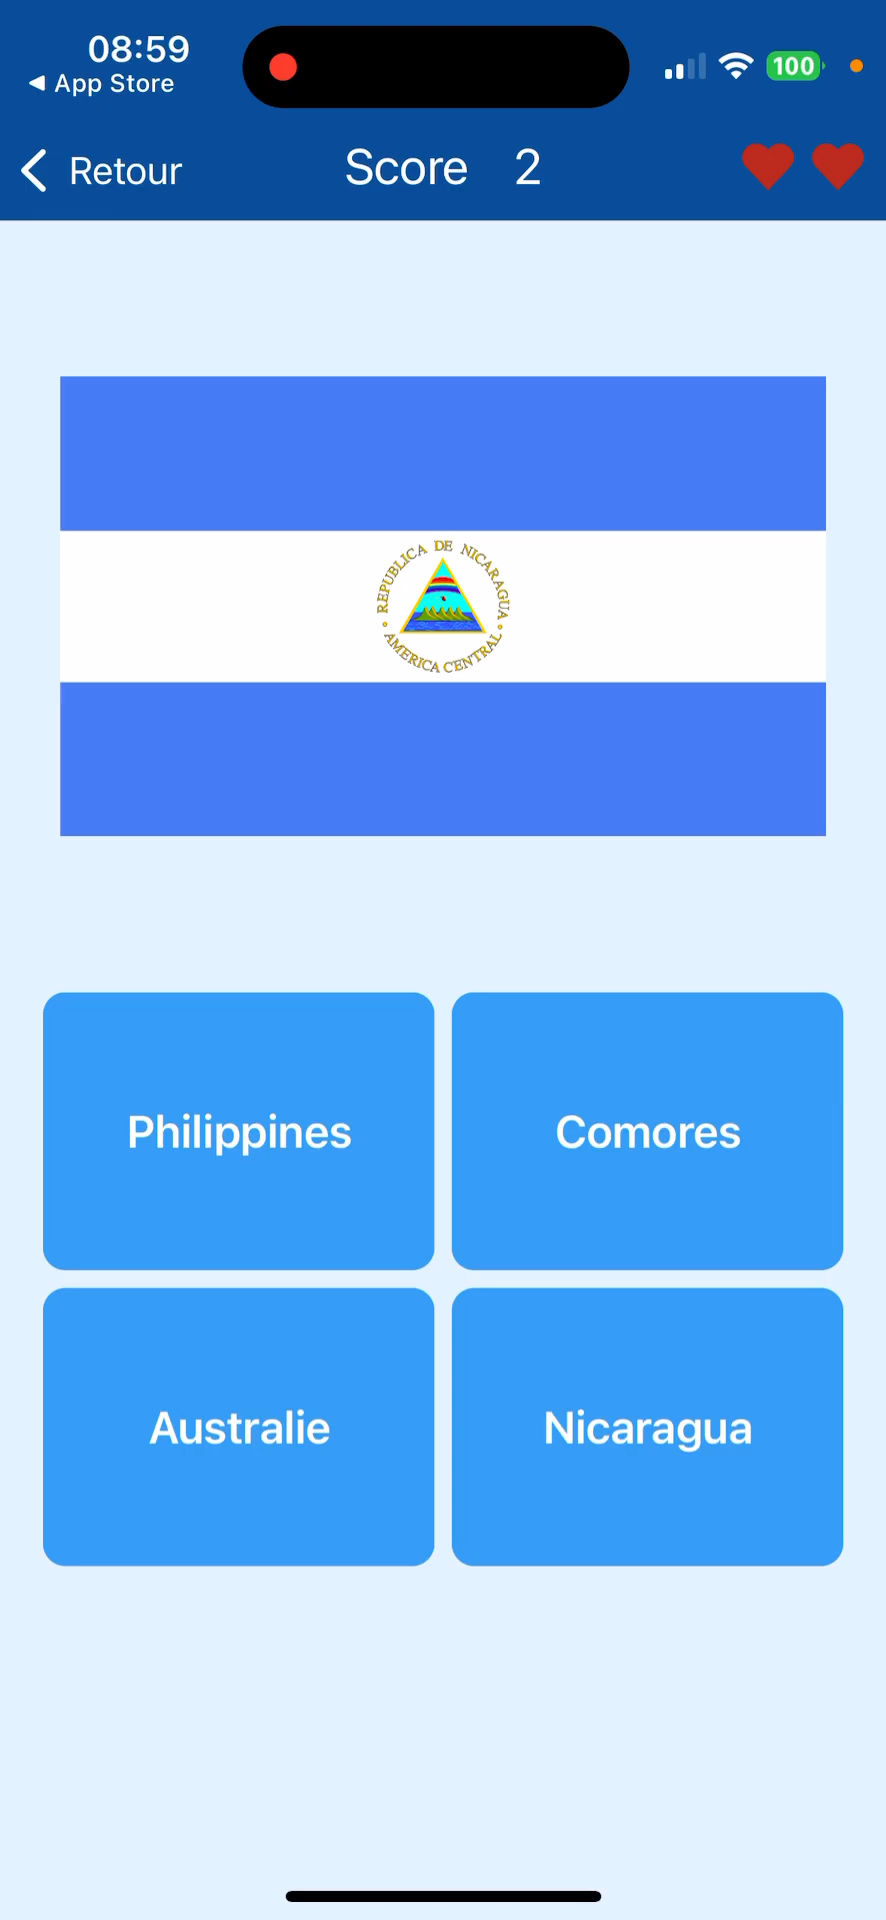 08:59
100
App Store
Retour
Score 2
REPUBLICA DE NICARAGUA
AMERICA CENTRAL
Philippines
Comores
Australie
Nicaragua